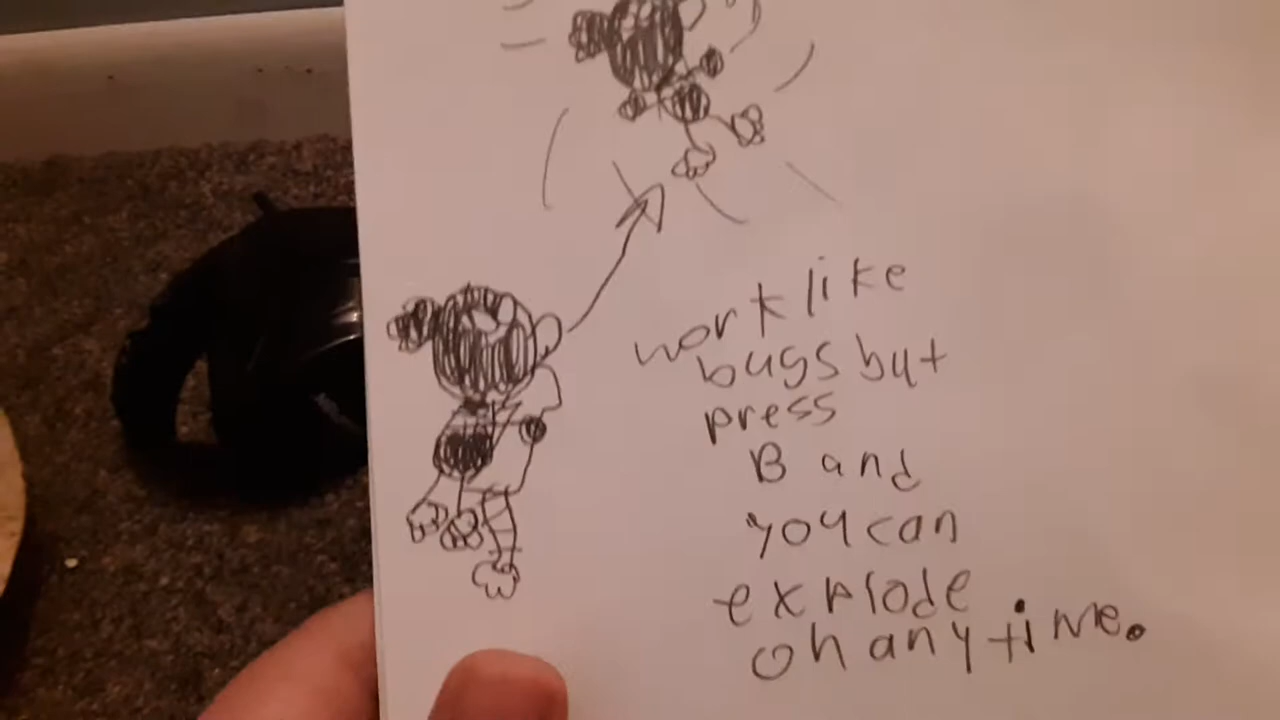 work like
bugs but
press
B and
you can
explode
oh any time.